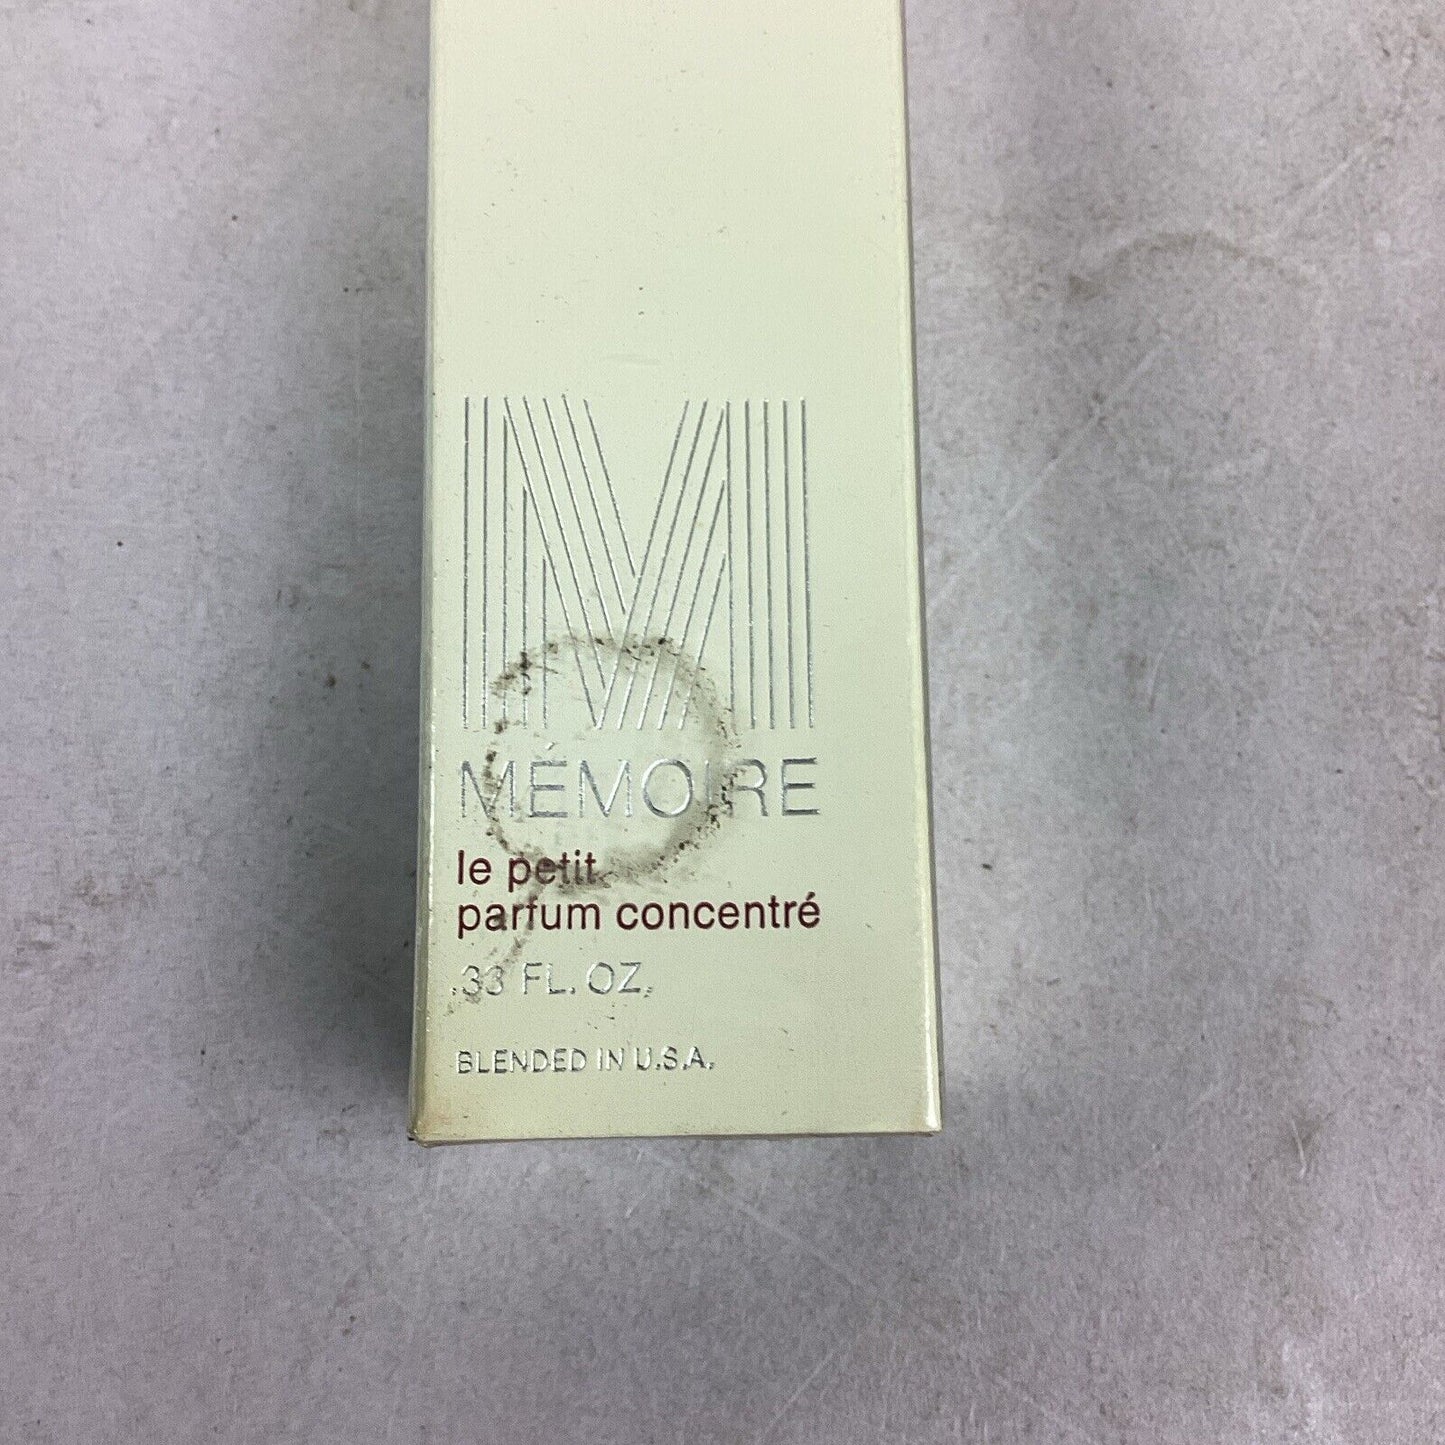 M
MÉMOIRE
le petit
parfum concentré
.33 FL. OZ.
BLENDED IN U.S.A.